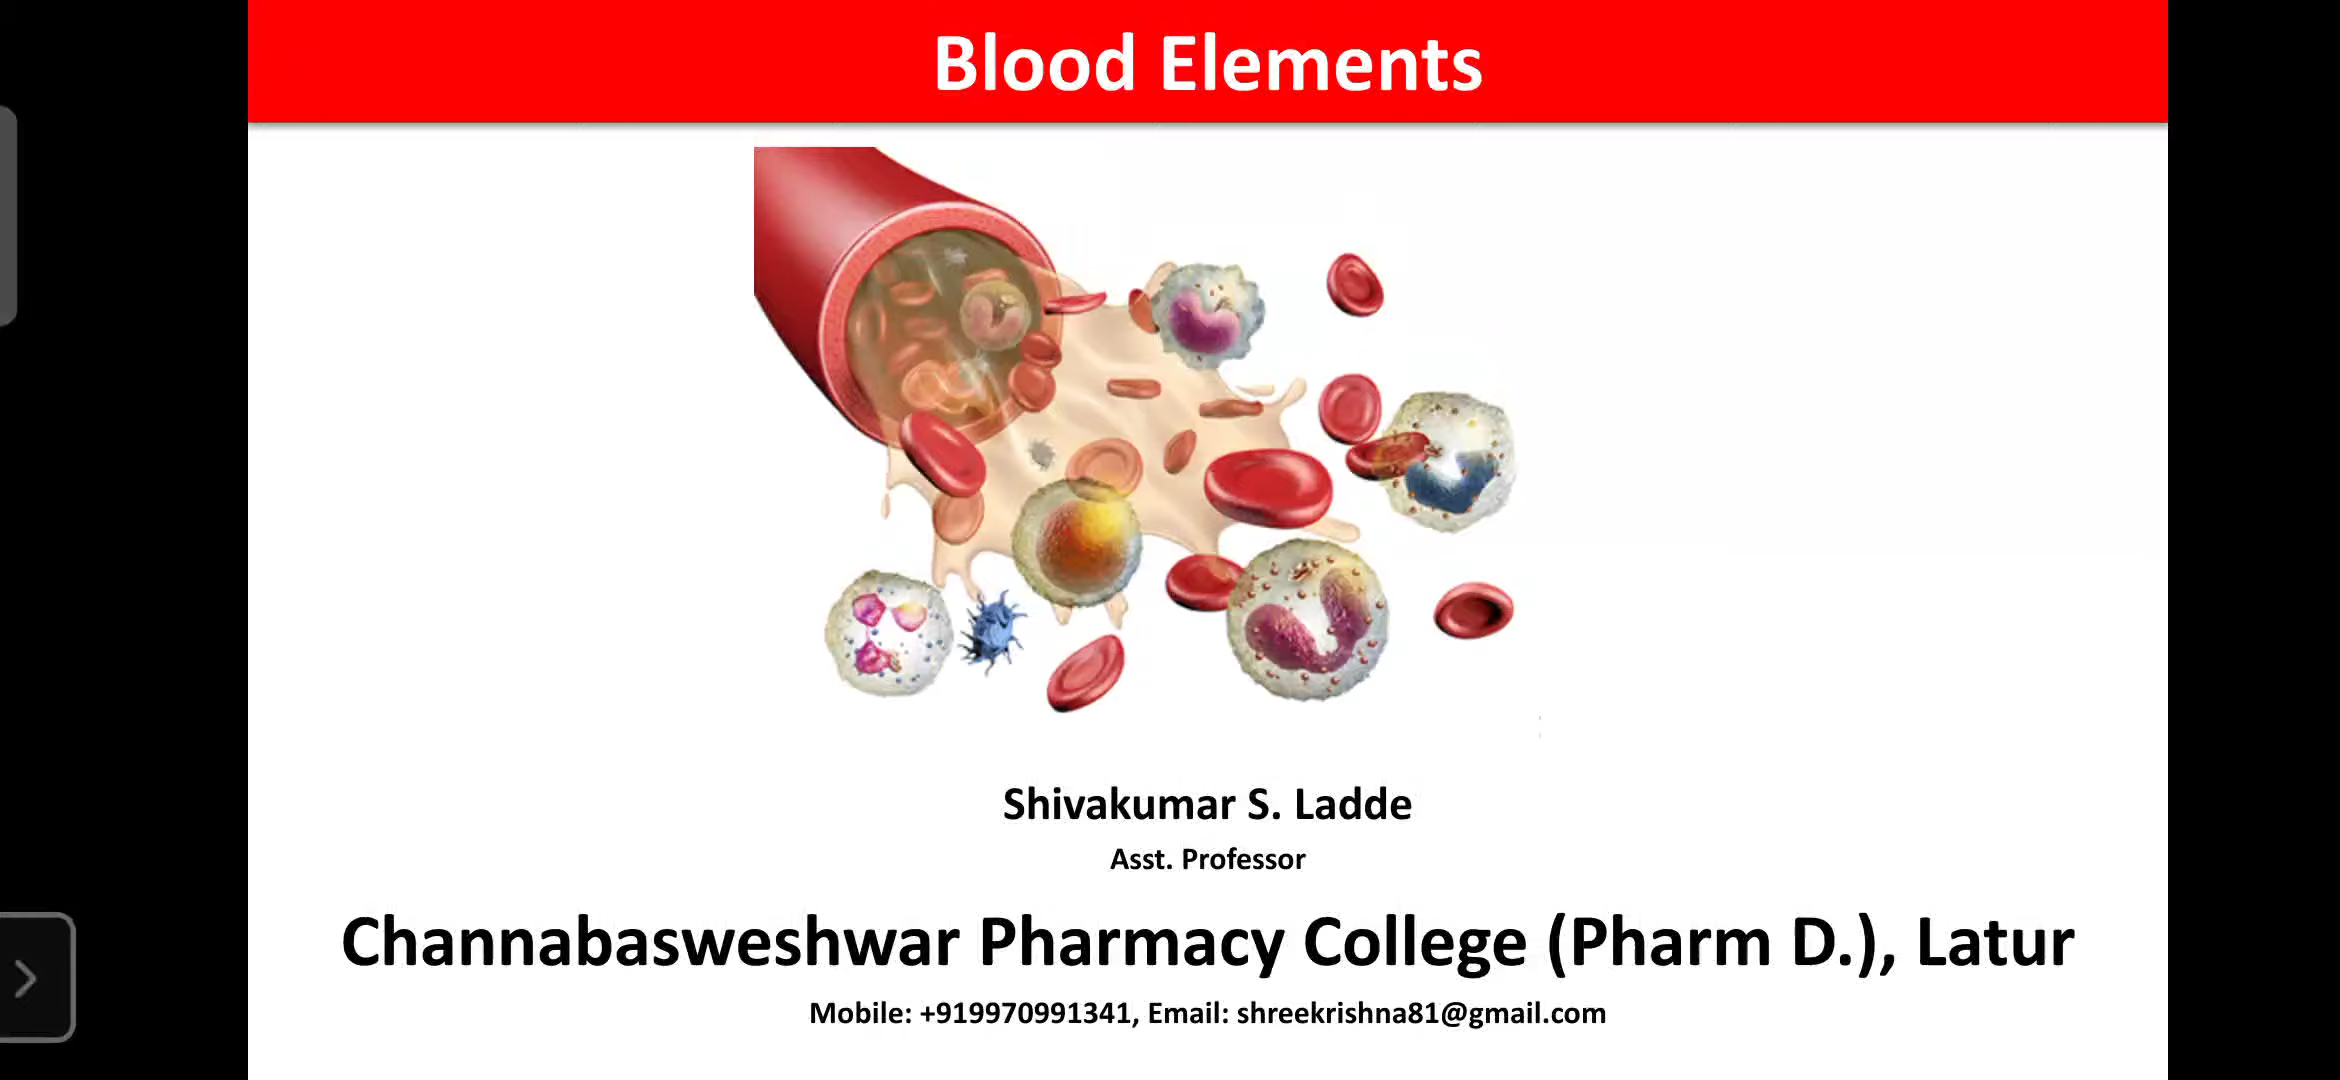 Blood Elements
Shivakumar S. Ladde
Asst. Professor
Channabasweshwar Pharmacy College (Pharm D.), Latur
Mobile: +919970991341, Email: shreekrishna81@gmail.com